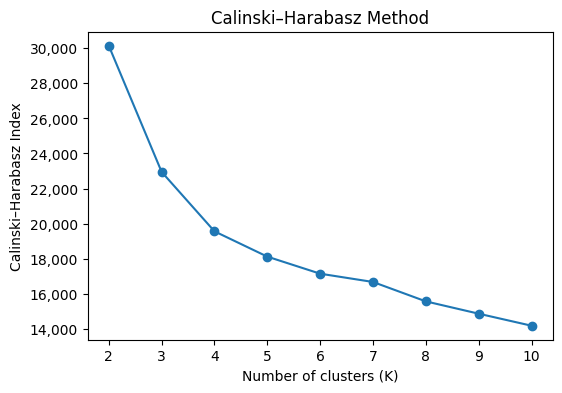 Calinski–Harabasz Method
Calinski–Harabasz Index
30,000
28,000
26,000
24,000
22,000
20,000
18,000
16,000
14,000
2 3 4 5 6 7 8 9 10
Number of clusters (K)